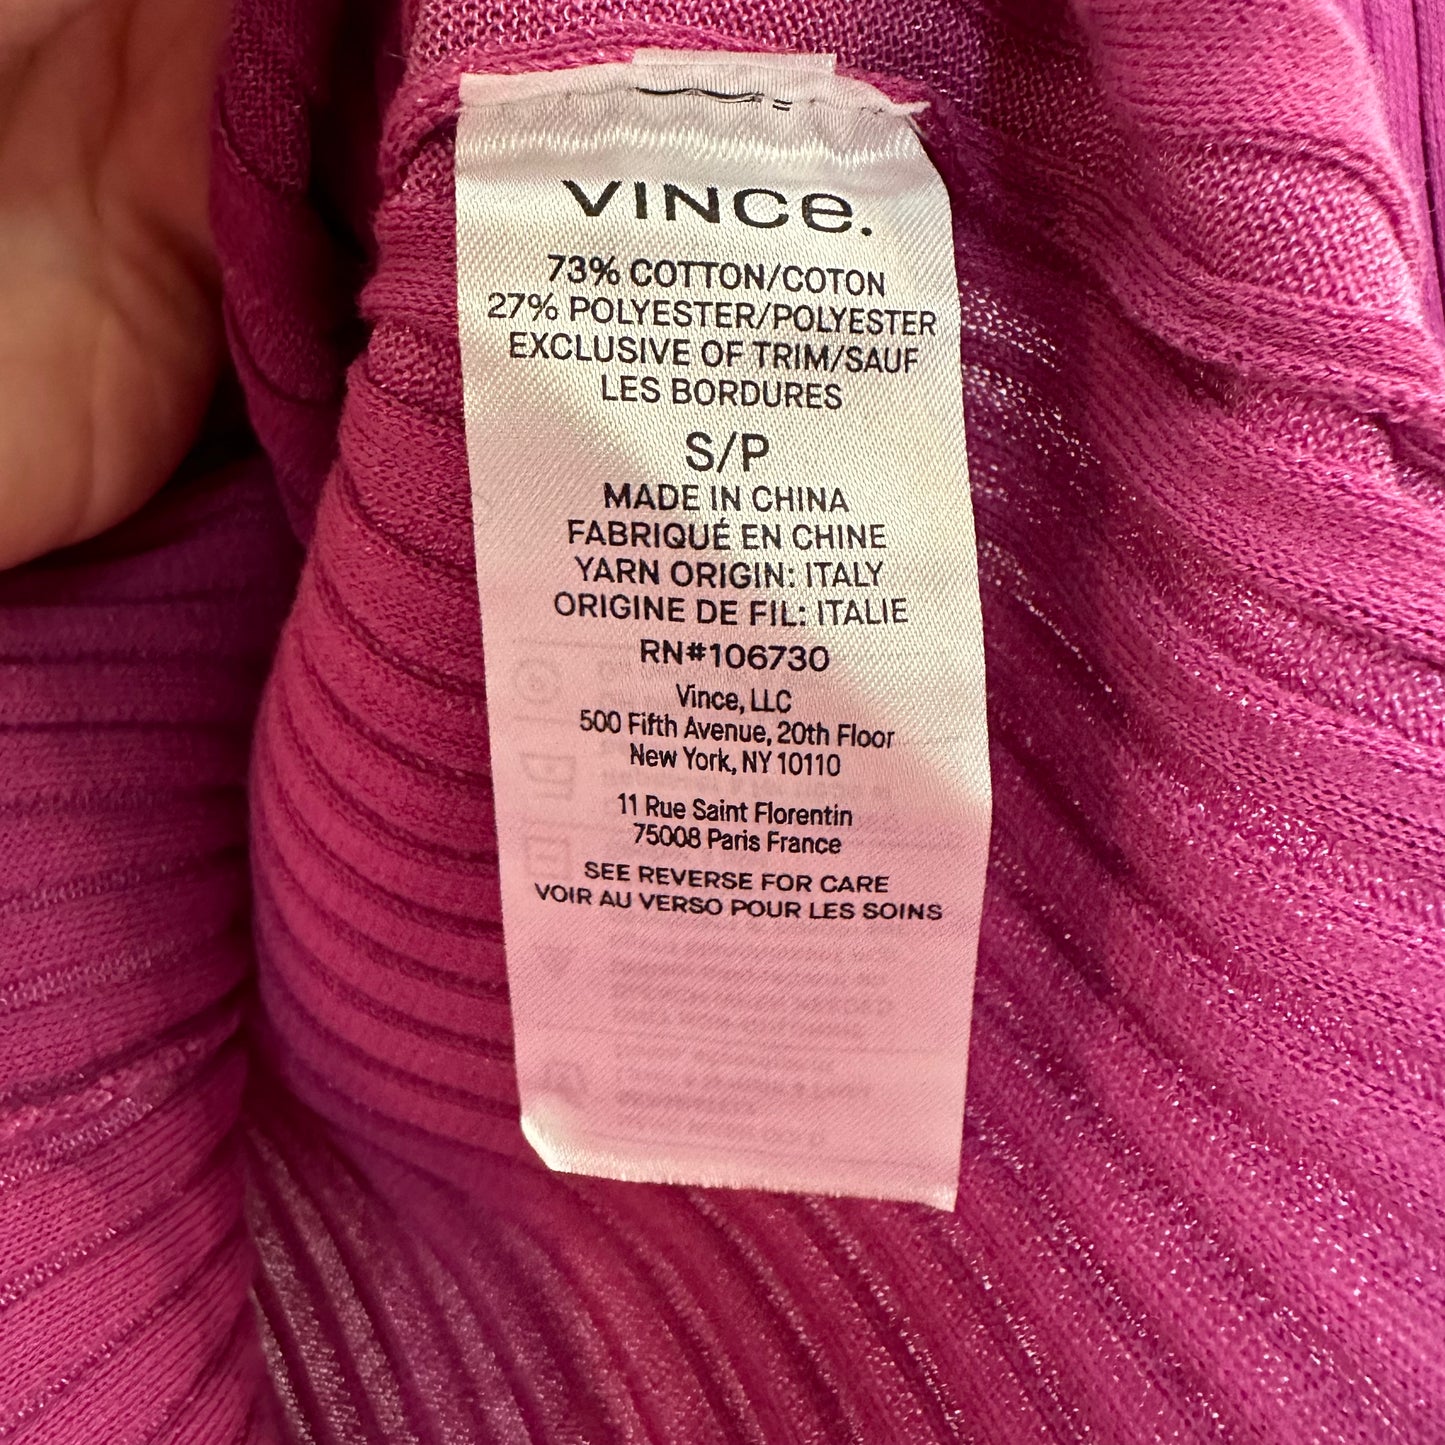 VINCe.
73% COTTON/COTON
27% POLYESTER/POLYESTER
EXCLUSIVE OF TRIM/SAUF
LES BORDURES
S/P
MADE IN CHINA
FABRIQUÉ EN CHINE
YARN ORIGIN: ITALY
ORIGINE DE FIL: ITALIE
RN#106730
Vince, LLC
500 Fifth Avenue, 20th Floor
New York, NY 10110
11 Rue Saint Florentin
75008 Paris France
SEE REVERSE FOR CARE
VOIR AU VERSO POUR LES SOINS